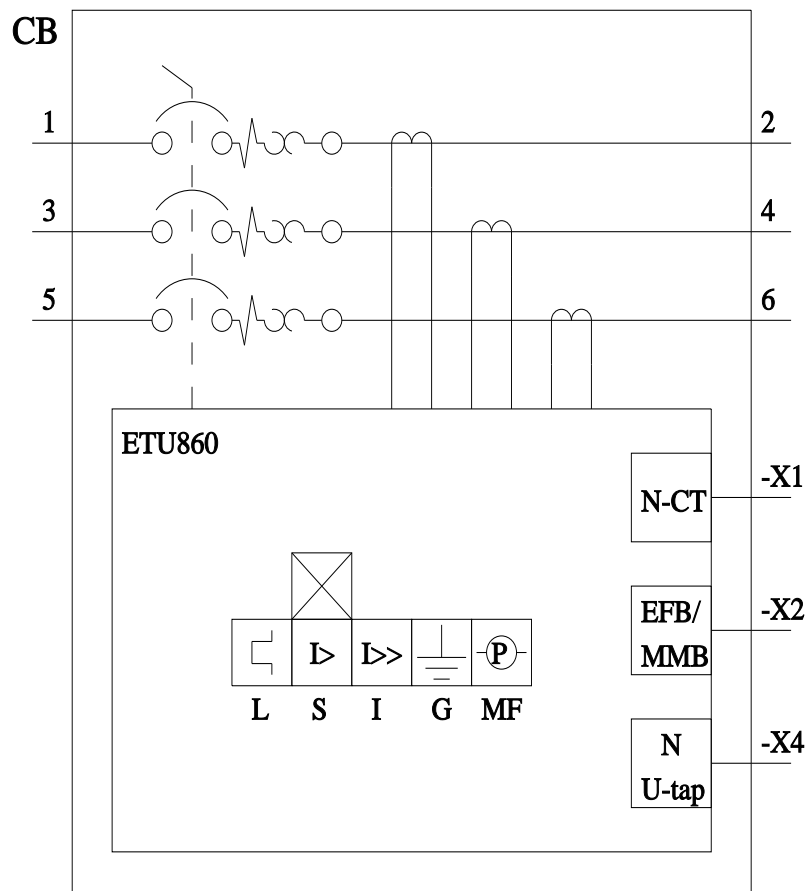 CB
1 2
3 4
5 6
ETU860
N-CT -X1
EFB/ -X2
MMB
I> I>> P
L S I G MF
N -X4
U-tap